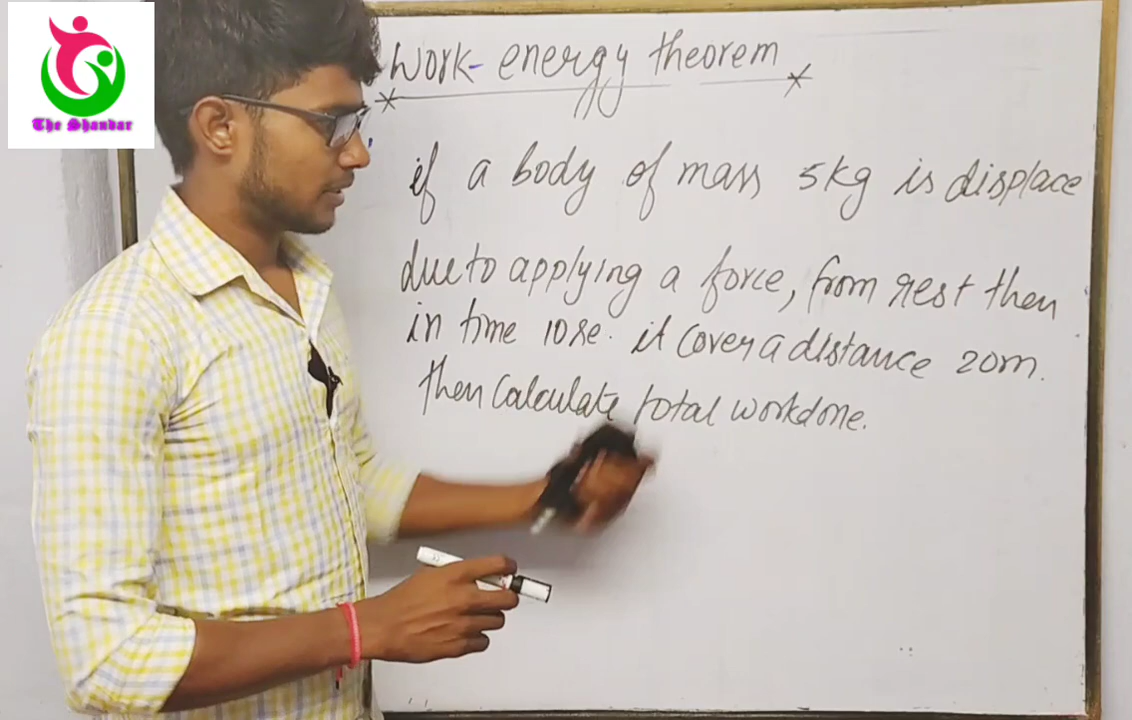 The Shandar
Work-energy theorem
if a body of mass 5kg is displace
due to applying a force, from rest then
in time 10se. it cover a distance 20m.
then calculate total workdone.